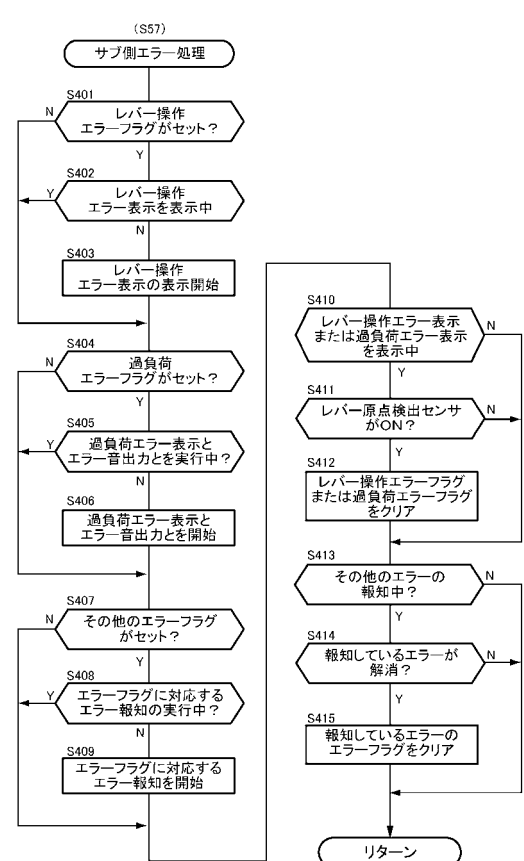 (S57)
サブ側エラー処理
S401
レバー操作
エラーフラグがセット？
N
Y
S402
レバー操作
エラー表示を表示中
Y
N
S403
レバー操作
エラー表示の表示開始
S404
過負荷
エラーフラグがセット？
N
Y
S405
過負荷エラー表示と
エラー音出力とを実行中？
Y
N
S406
過負荷エラー表示と
エラー音出力とを開始
S407
その他のエラーフラグ
がセット？
N
Y
S408
エラーフラグに対応する
エラー報知の実行中？
Y
N
S409
エラーフラグに対応する
エラー報知を開始
S410
レバー操作エラー表示
または過負荷エラー表示
を表示中
N
Y
S411
レバー原点検出センサ
がON？
N
Y
S412
レバー操作エラーフラグ
または過負荷エラーフラグ
をクリア
S413
その他のエラーの
報知中？
N
Y
S414
報知しているエラーが
解消？
N
Y
S415
報知しているエラーの
エラーフラグをクリア
リターン